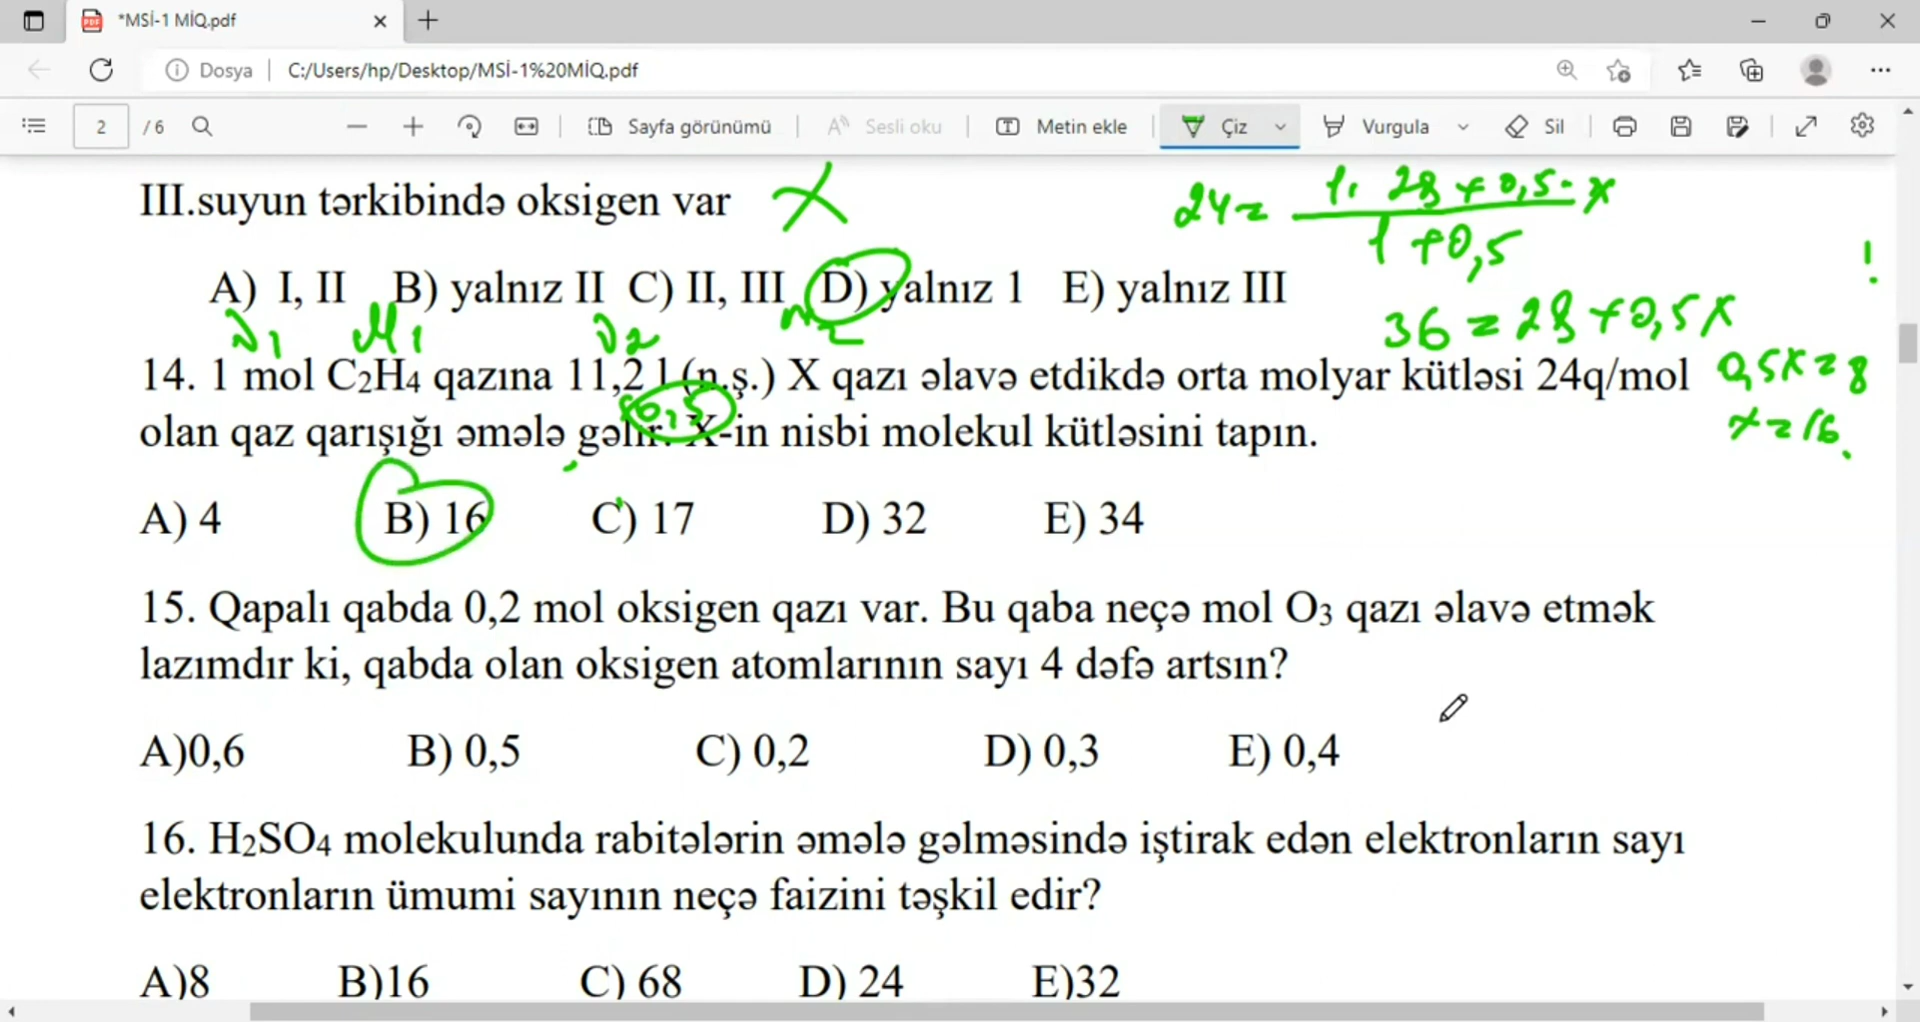 *MSİ-1 MİQ.pdf
Dosya C:/Users/hp/Desktop/MSİ-1%20MİQ.pdf
2 /6 Sayfa görünümü Sesli oku Metin ekle Çiz Vurgula Sil
III.suyun tərkibində oksigen var
24= 1·28+0,5·x
1+0,5
!
A) I, II B) yalnız II C) II, III D) yalnız 1 E) yalnız III
36=28+0,5x
ν1 M1 ν2 M2
14. 1 mol C2H4 qazına 11,2 l (n.ş.) X qazı əlavə etdikdə orta molyar kütləsi 24q/mol
0,5x=8
0,5
olan qaz qarışığı əmələ gəlir. X-in nisbi molekul kütləsini tapın.
x=16.
A) 4 B) 16 C) 17 D) 32 E) 34
15. Qapalı qabda 0,2 mol oksigen qazı var. Bu qaba neçə mol O3 qazı əlavə etmək
lazımdır ki, qabda olan oksigen atomlarının sayı 4 dəfə artsın?
A)0,6 B) 0,5 C) 0,2 D) 0,3 E) 0,4
16. H2SO4 molekulunda rabitələrin əmələ gəlməsində iştirak edən elektronların sayı
elektronların ümumi sayının neçə faizini təşkil edir?
A)8 B)16 C) 68 D) 24 E)32